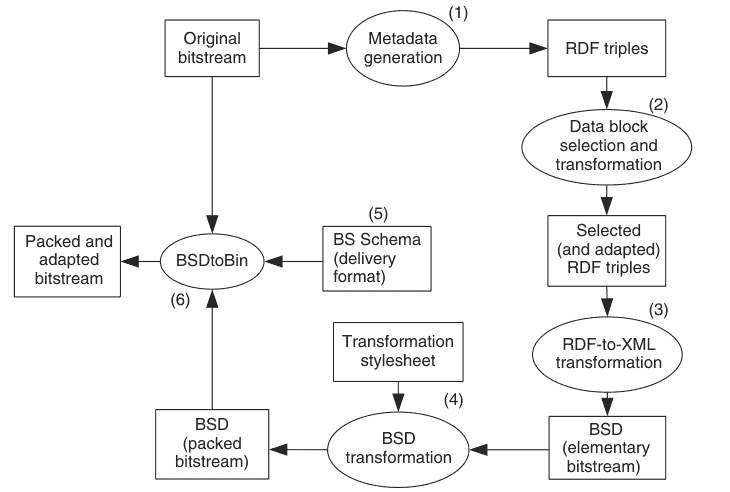 (1)
Original
bitstream
Metadata
generation
RDF triples
(2)
Data block
selection and
transformation
(5)
Packed and
adapted
bitstream
BSDtoBin
BS Schema
(delivery
format)
Selected
(and adapted)
RDF triples
(6)
(3)
Transformation
stylesheet
RDF-to-XML
transformation
(4)
BSD
(packed
bitstream)
BSD
transformation
BSD
(elementary
bitstream)